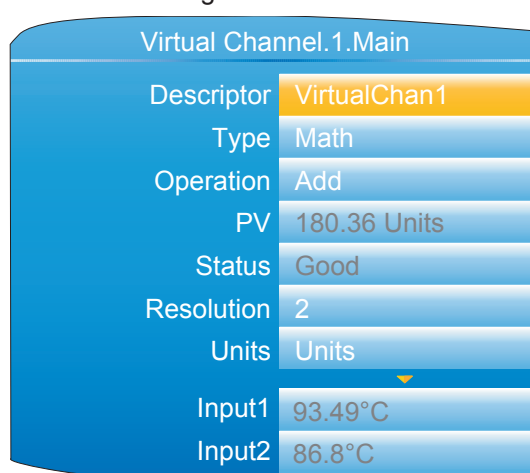 Virtual Channel.1.Main
Descriptor VirtualChan1
Type Math
Operation Add
PV 180.36 Units
Status Good
Resolution 2
Units Units
Input1 93.49°C
Input2 86.8°C